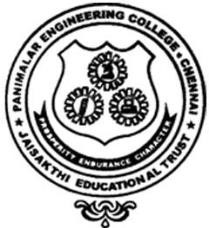 PANIMALAR ENGINEERING COLLEGE ★ CHENNAI ★
JAISAKTHI EDUCATIONAL TRUST ★
PROSPERITY ENDURANCE CHARACTER